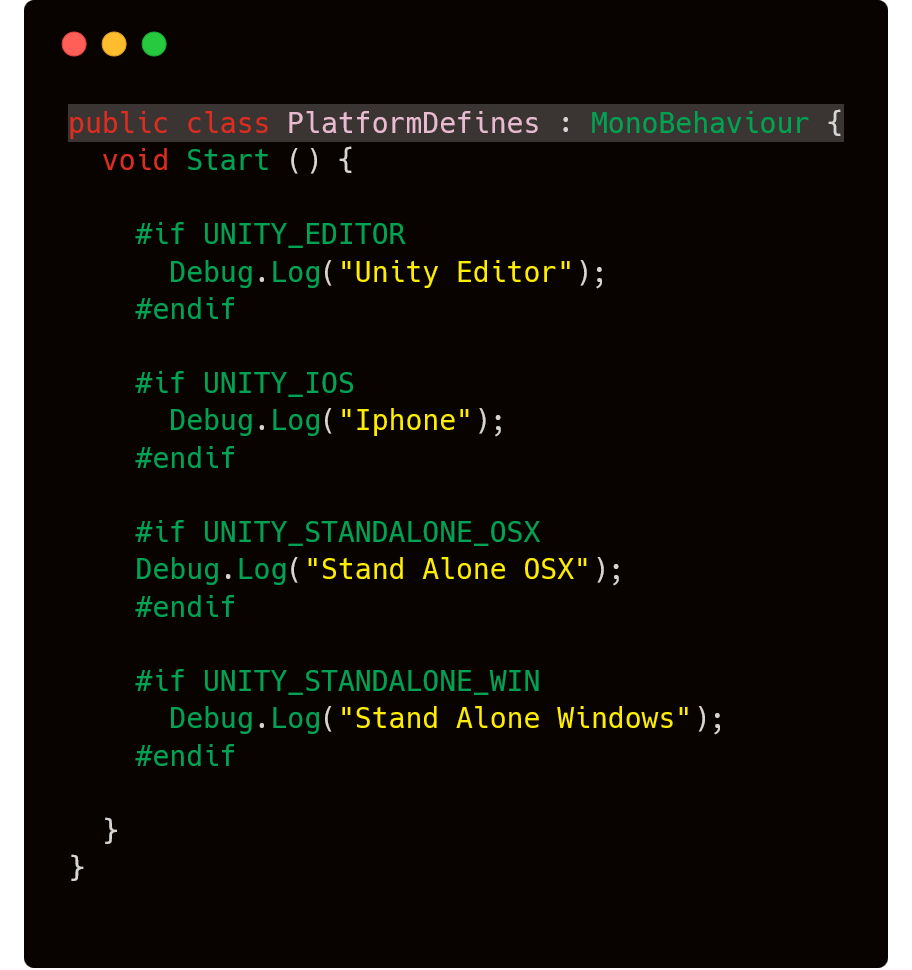 public class PlatformDefines : MonoBehaviour {
  void Start () {

    #if UNITY_EDITOR
      Debug.Log("Unity Editor");
    #endif

    #if UNITY_IOS
      Debug.Log("Iphone");
    #endif

    #if UNITY_STANDALONE_OSX
    Debug.Log("Stand Alone OSX");
    #endif

    #if UNITY_STANDALONE_WIN
      Debug.Log("Stand Alone Windows");
    #endif

  }
}